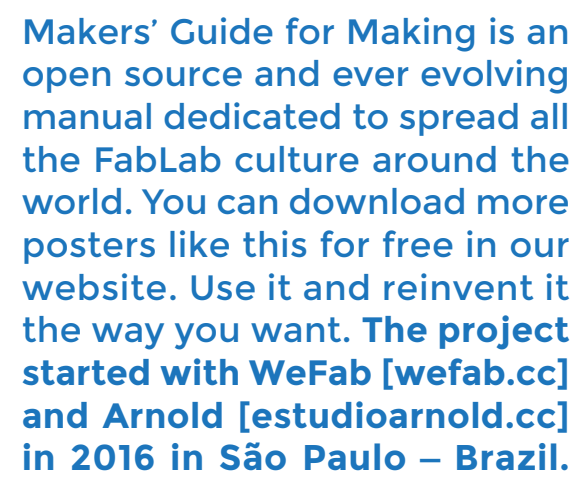 Makers’ Guide for Making is an
open source and ever evolving
manual dedicated to spread all
the FabLab culture around the
world. You can download more
posters like this for free in our
website. Use it and reinvent it
the way you want. The project
started with WeFab [wefab.cc]
and Arnold [estudioarnold.cc]
in 2016 in São Paulo – Brazil.